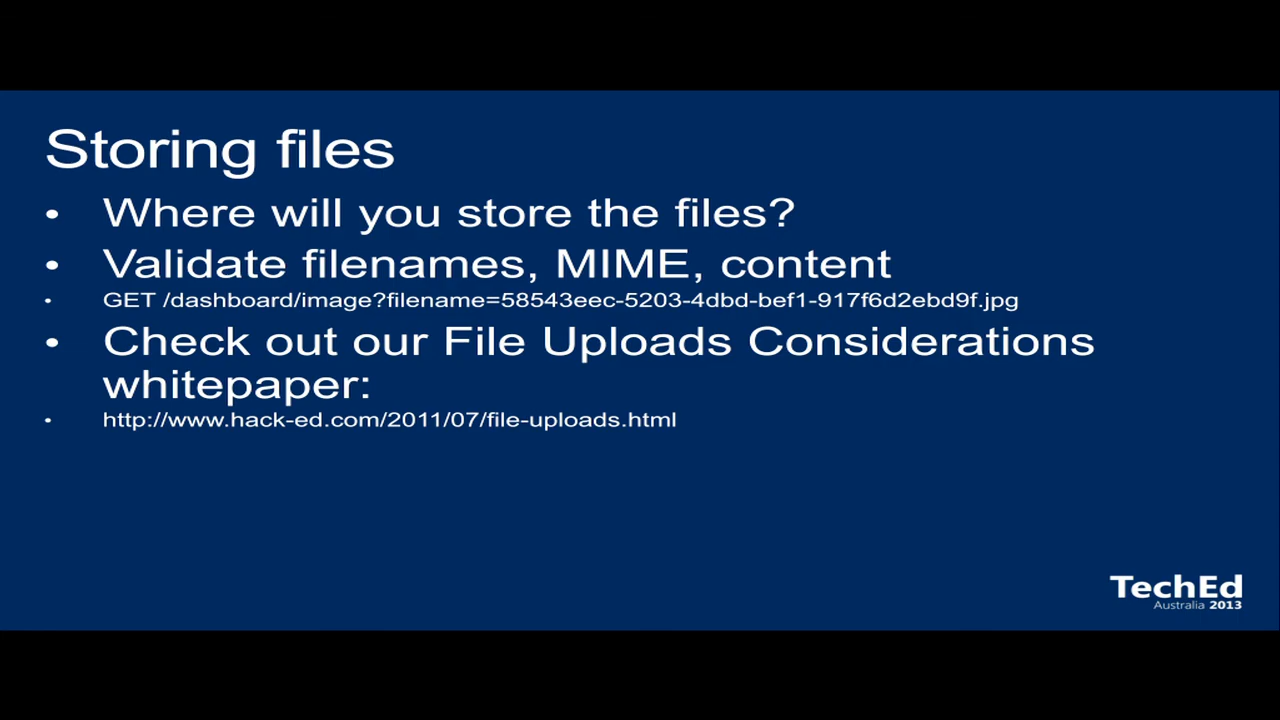 Storing files
• Where will you store the files?
• Validate filenames, MIME, content
• GET /dashboard/image?filename=58543eec-5203-4dbd-bef1-917f6d2ebd9f.jpg
• Check out our File Uploads Considerations
whitepaper:
• http://www.hack-ed.com/2011/07/file-uploads.html
TechEd
Australia 2013